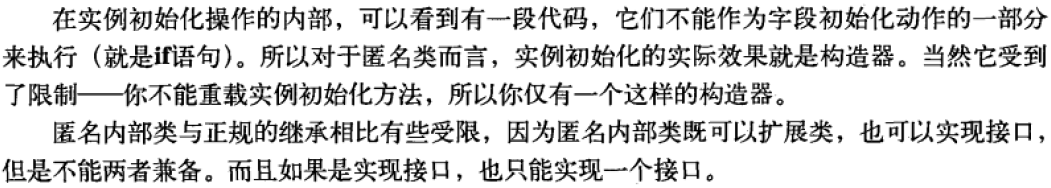 在实例初始化操作的内部，可以看到有一段代码，它们不能作为字段初始化动作的一部分
来执行（就是if语句）。所以对于匿名类而言，实例初始化的实际效果就是构造器。当然它受到
了限制——你不能重载实例初始化方法，所以你仅有一个这样的构造器。
匿名内部类与正规的继承相比有些受限，因为匿名内部类既可以扩展类，也可以实现接口，
但是不能两者兼备。而且如果是实现接口，也只能实现一个接口。